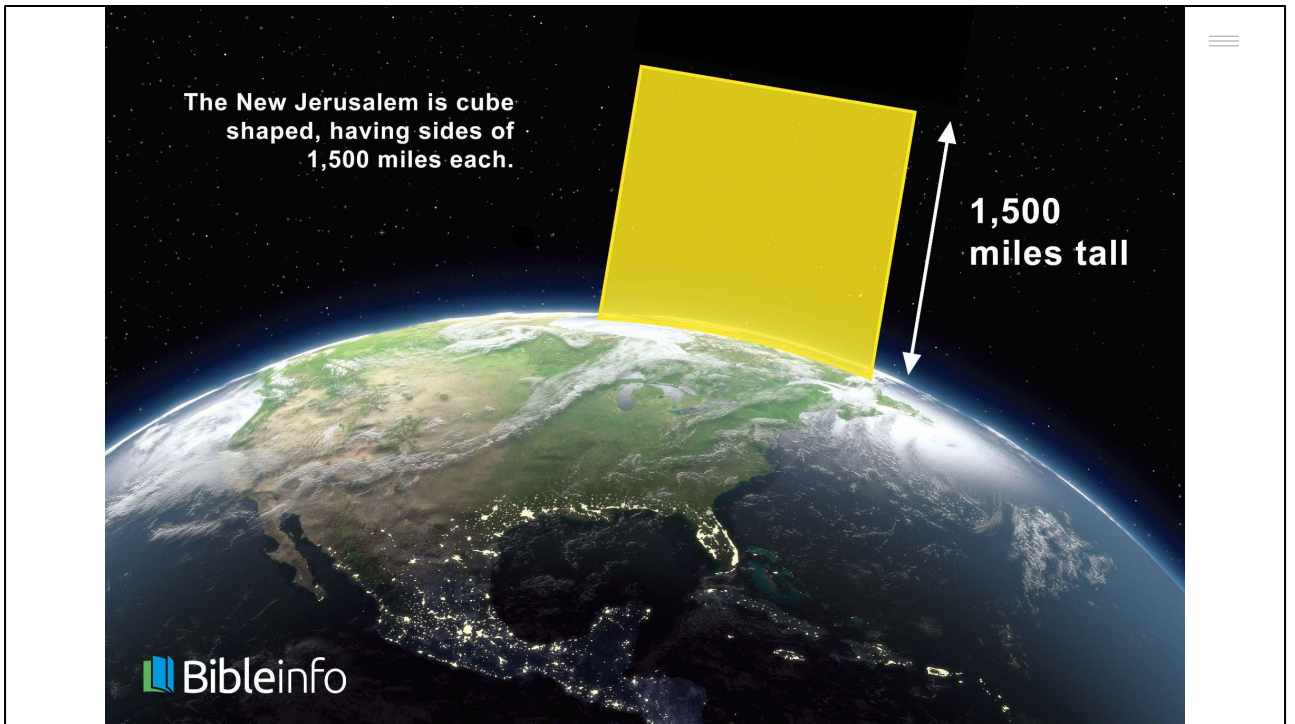 The New Jerusalem is cube
shaped, having sides of
1,500 miles each.
1,500
miles tall
Bibleinfo